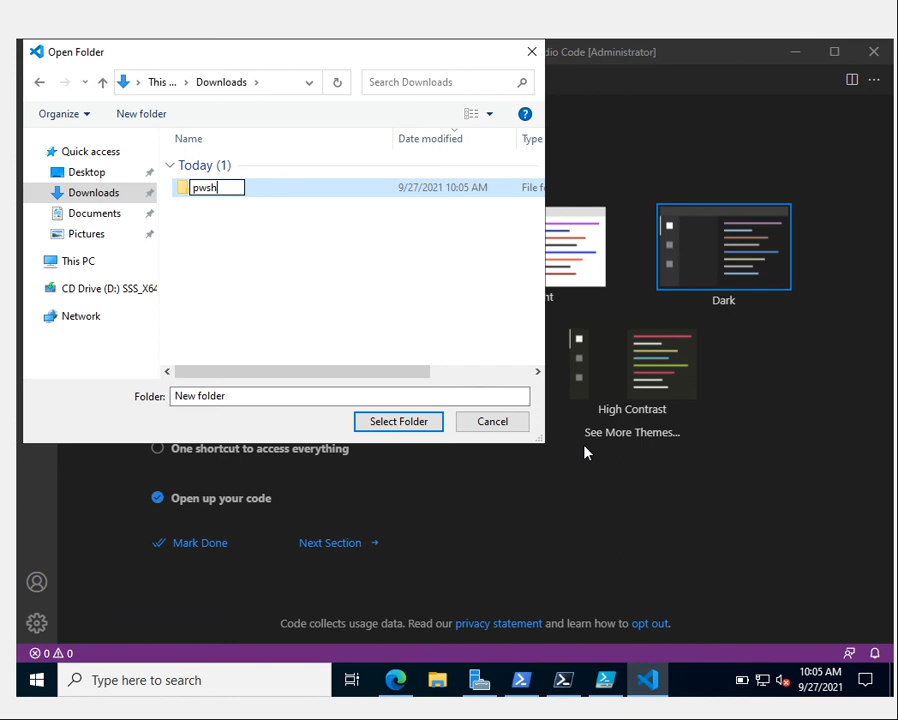 Open Folder
dio Code [Administrator]
This ... Downloads
Search Downloads
Organize
New folder
Name
Date modified
Type
Quick access
Desktop
Downloads
Documents
Pictures
This PC
CD Drive (D:) SSS_X64
Network
Today (1)
pwsh
9/27/2021 10:05 AM
File f
Folder:
New folder
Select Folder
Cancel
nt
Dark
High Contrast
See More Themes...
One shortcut to access everything
Open up your code
Mark Done
Next Section
Code collects usage data. Read our privacy statement and learn how to opt out.
0
0
Type here to search
10:05 AM
9/27/2021